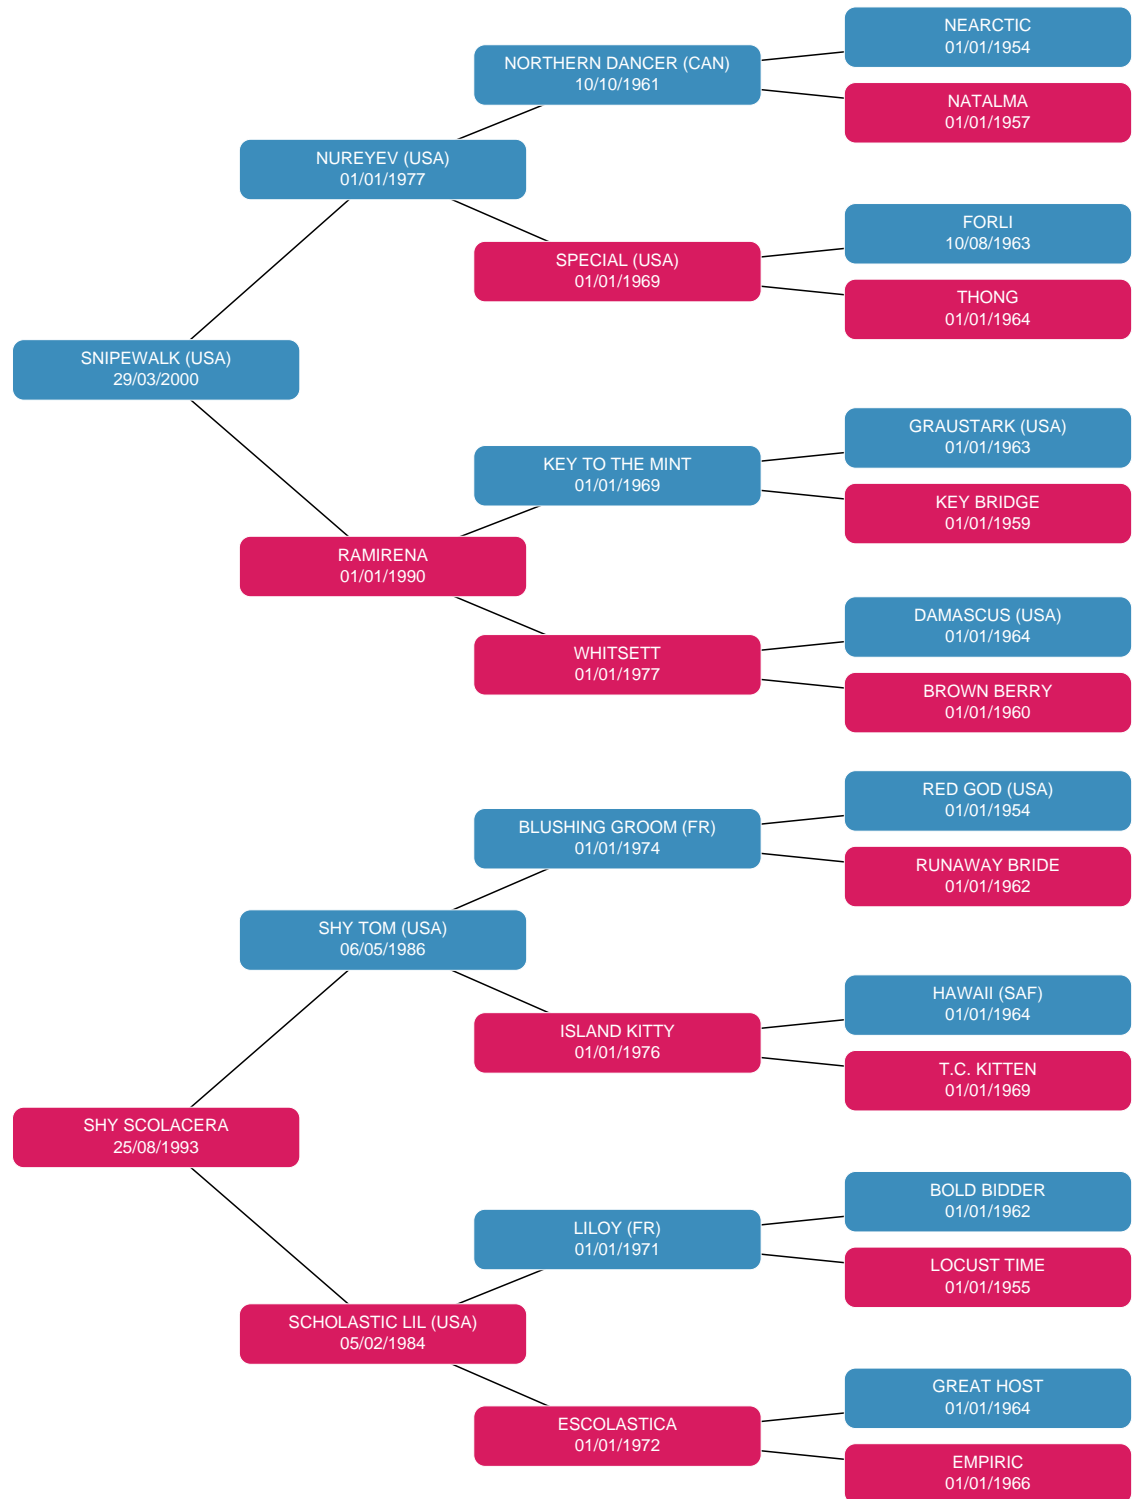 NEARCTIC
01/01/1954
NORTHERN DANCER (CAN)
10/10/1961
NATALMA
01/01/1957
NUREYEV (USA)
01/01/1977
FORLI
10/08/1963
SPECIAL (USA)
01/01/1969
THONG
01/01/1964
SNIPEWALK (USA)
29/03/2000
GRAUSTARK (USA)
01/01/1963
KEY TO THE MINT
01/01/1969
KEY BRIDGE
01/01/1959
RAMIRENA
01/01/1990
DAMASCUS (USA)
01/01/1964
WHITSETT
01/01/1977
BROWN BERRY
01/01/1960
RED GOD (USA)
01/01/1954
BLUSHING GROOM (FR)
01/01/1974
RUNAWAY BRIDE
01/01/1962
SHY TOM (USA)
06/05/1986
HAWAII (SAF)
01/01/1964
ISLAND KITTY
01/01/1976
T.C. KITTEN
01/01/1969
SHY SCOLACERA
25/08/1993
BOLD BIDDER
01/01/1962
LILOY (FR)
01/01/1971
LOCUST TIME
01/01/1955
SCHOLASTIC LIL (USA)
05/02/1984
GREAT HOST
01/01/1964
ESCOLASTICA
01/01/1972
EMPIRIC
01/01/1966